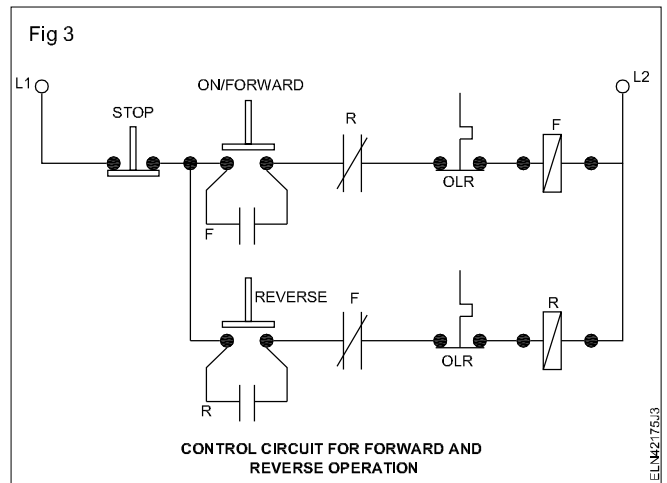 Fig 3
L1
L2
ON/FORWARD
STOP
R
F
OLR
F
REVERSE
F
R
OLR
R
CONTROL CIRCUIT FOR FORWARD AND
REVERSE OPERATION
ELN42175J3